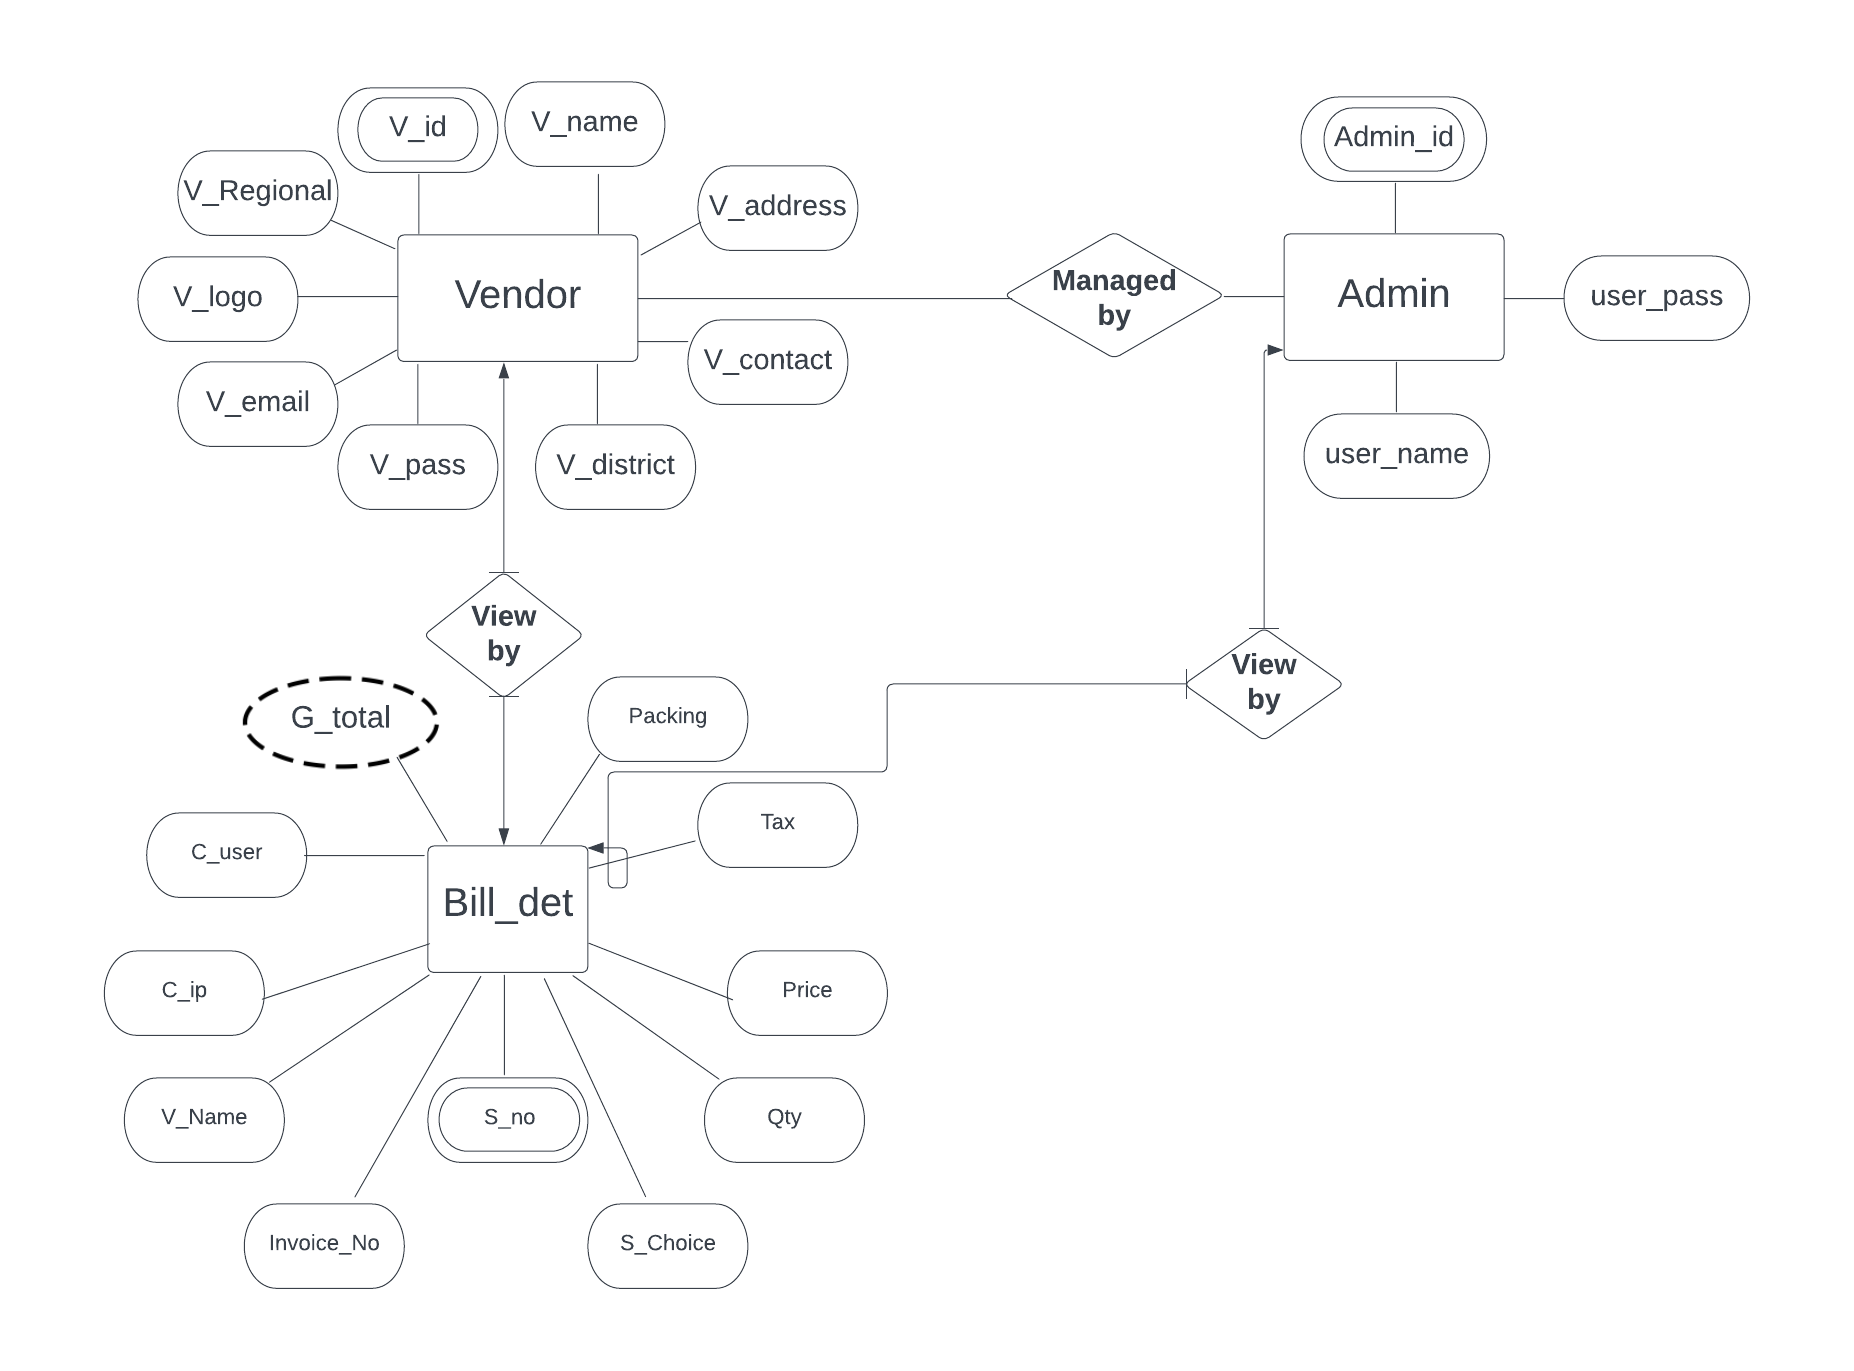 V_id
V_name
Admin_id
V_Regional
V_address
Vendor
Managed
by
Admin
user_pass
V_logo
V_contact
V_email
user_name
V_pass
V_district
View
by
View
by
G_total
Packing
Tax
C_user
Bill_det
C_ip
Price
V_Name
S_no
Qty
Invoice_No
S_Choice